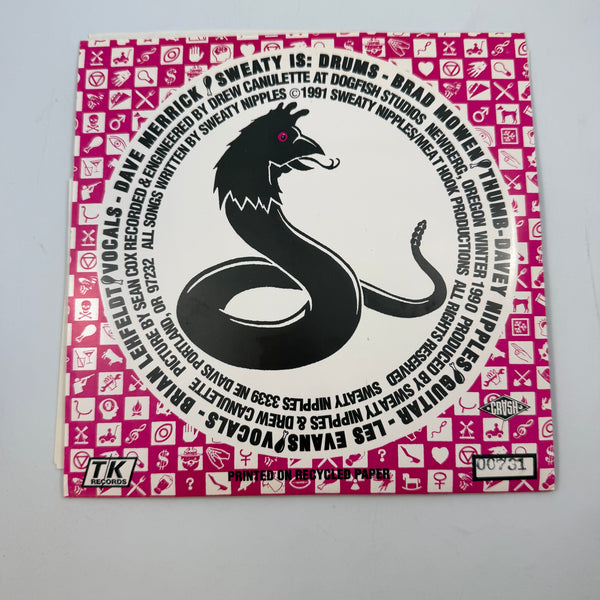 SWEATY IS: DRUMS - BRAD MOWEN! THUMB-DAVEY NIPPLES! GUITAR - LES EVANS! VOCALS - BRIAN LEHFELDT! VOCALS - DAVE MERRICK!
PICTURE BY SEAN COX RECORDED & ENGINEERED BY DREW CANULETTE AT DOGFISH STUDIOS NEWBERG, OREGON WINTER 1990 PRODUCED BY SWEATY NIPPLES & DREW CANULETTE
ALL SONGS WRITTEN BY SWEATY NIPPLES ©1991 SWEATY NIPPLES/MEAT HOOK PRODUCTIONS ALL RIGHTS RESERVED SWEATY NIPPLES 3339 NE DAVIS PORTLAND OR 97232
CRASH
TK
RECORDS
PRINTED ON RECYCLED PAPER
00731